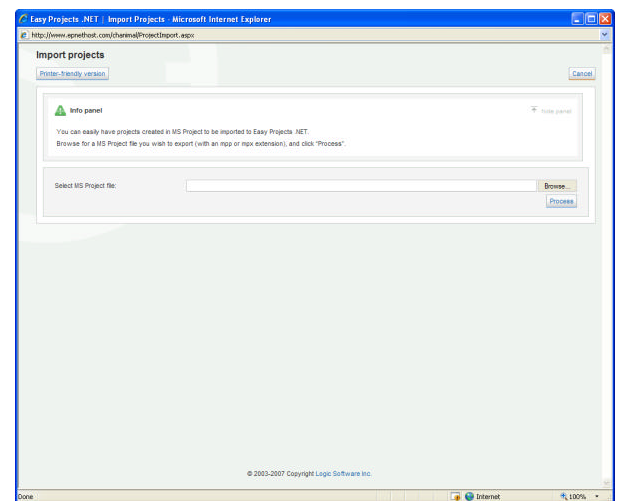 Easy Projects .NET | Import Projects - Microsoft Internet Explorer
http://www.epnethost.com/chanimal/ProjectImport.aspx
Import projects
Printer-friendly version
Cancel
Info panel
Hide panel
You can easily have projects created in MS Project to be imported to Easy Projects .NET.
Browse for a MS Project file you wish to export (with an mpp or mpx extension), and click "Process".
Select MS Project file:
Browse...
Process
© 2003-2007 Copyright Logic Software Inc.
Done
Internet
100%